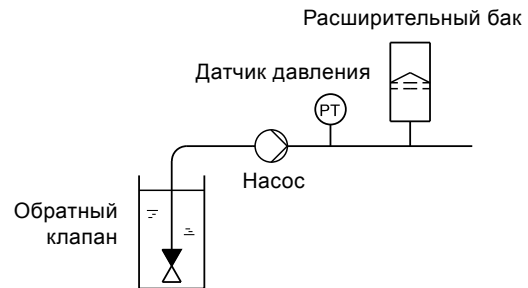 Расширительный бак
Датчик давления
PT
Насос
Обратный
клапан